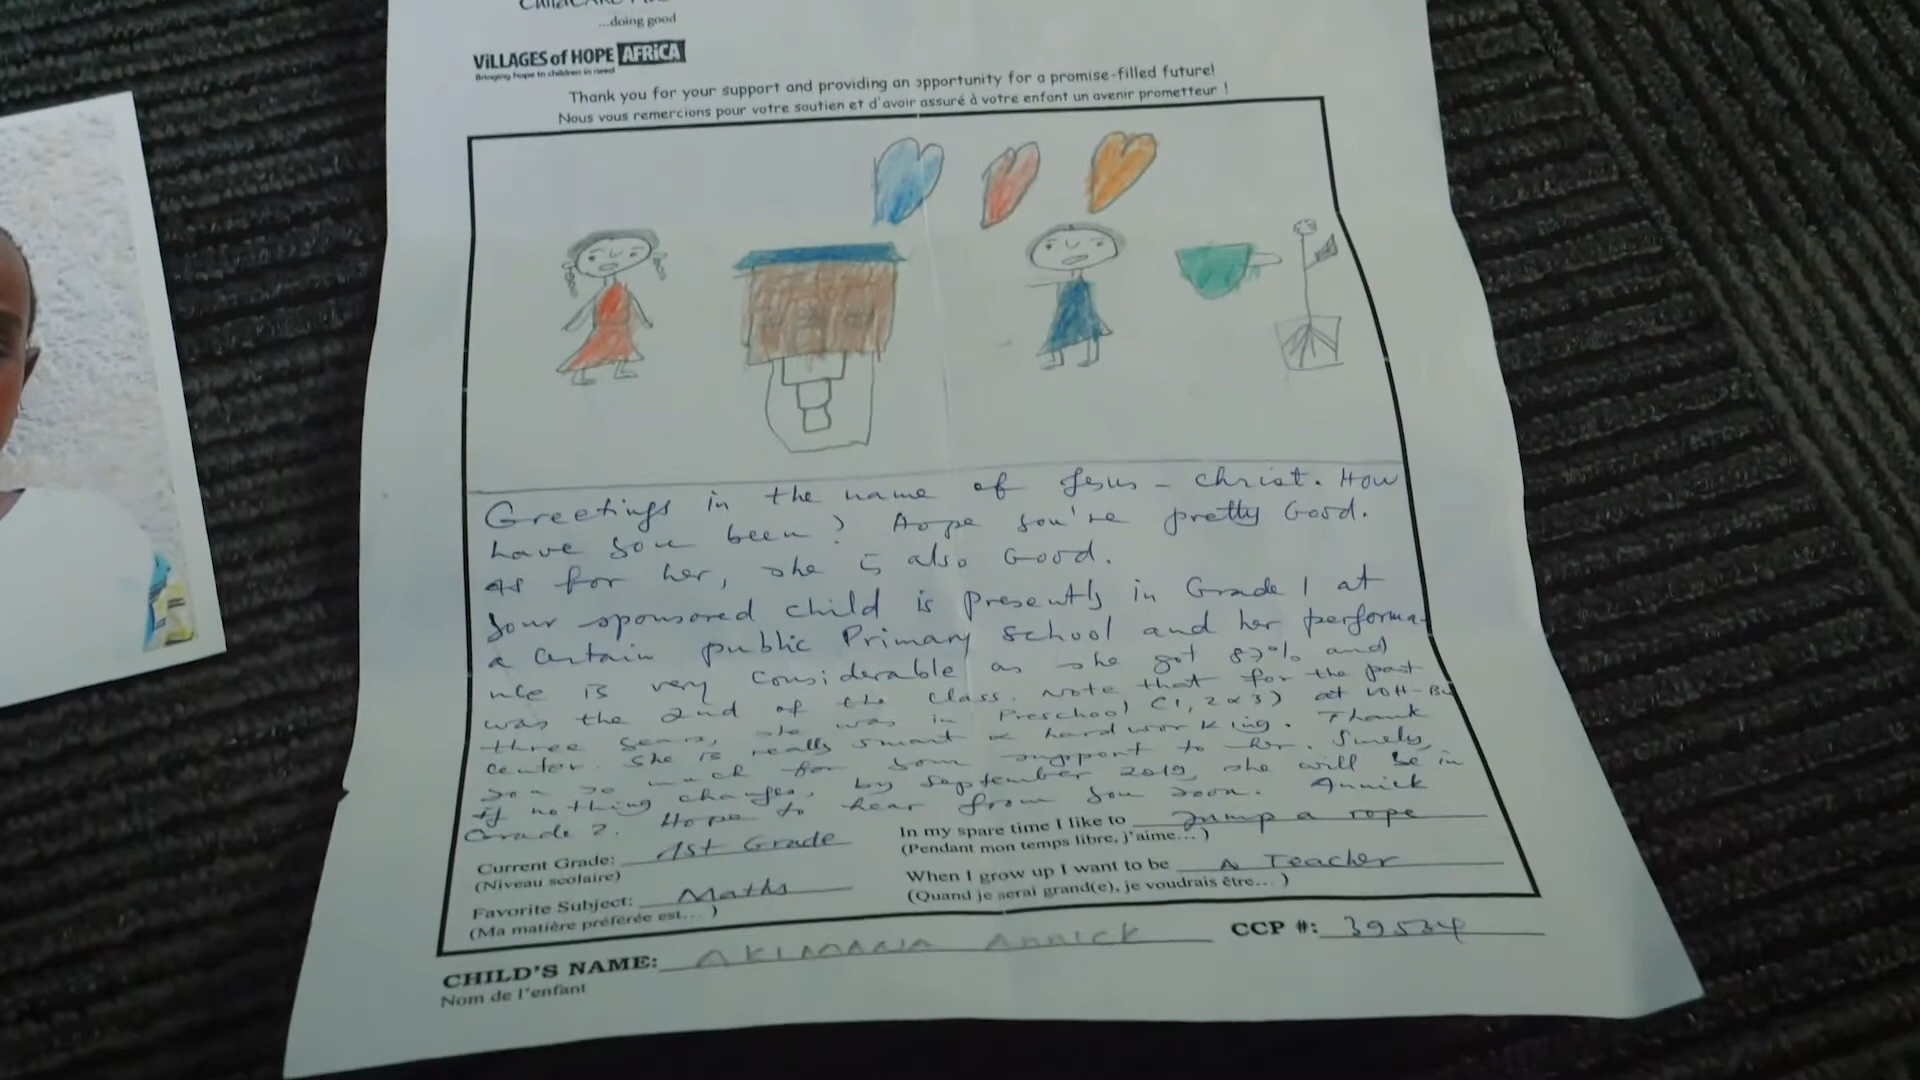 ...doing good
ViLLAGES of HOPE AFRiCA
Bringing hope to children in need
Thank you for your support and providing an opportunity for a promise-filled future!
Nous vous remercions pour votre soutien et d'avoir assuré à votre enfant un avenir prometteur !
Greetings in the name of Jesus - Christ. How
have you been? Hope you're pretty Good.
As for her, she is also Good.
Your sponsored child is presently in Grade 1 at
a certain public Primary school and her performa-
nce is very considerable as she got 87% and
was the 2nd of the class. Note that for the past
three years, she was in Preschool (1, 2 & 3) at VOH-Bu
center. She is really smart & hardworking. Thank
you so much for your support to her. Surely,
if nothing changes, by September 2019, she will be in
Grade 2. Hope to hear from you soon. Annick
Current Grade: 1st Grade
(Niveau scolaire)
Favorite Subject: Maths
(Ma matière préférée est... )
In my spare time I like to Jump a rope
(Pendant mon temps libre, j'aime... )
When I grow up I want to be A Teacher
(Quand je serai grand(e), je voudrais être... )
CHILD'S NAME: AKIMANA Annick
Nom de l'enfant
CCP #: 39534